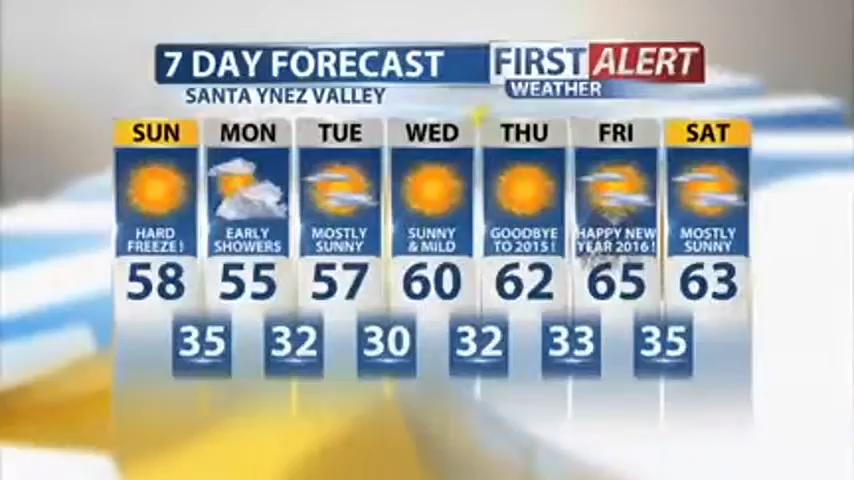 7 DAY FORECAST
FIRST ALERT
SANTA YNEZ VALLEY
WEATHER
SUN MON TUE WED THU FRI SAT
HARD EARLY MOSTLY SUNNY GOODBYE HAPPY NEW MOSTLY
FREEZE! SHOWERS SUNNY & MILD TO 2015! YEAR 2016! SUNNY
58 55 57 60 62 65 63
35 32 30 32 33 35